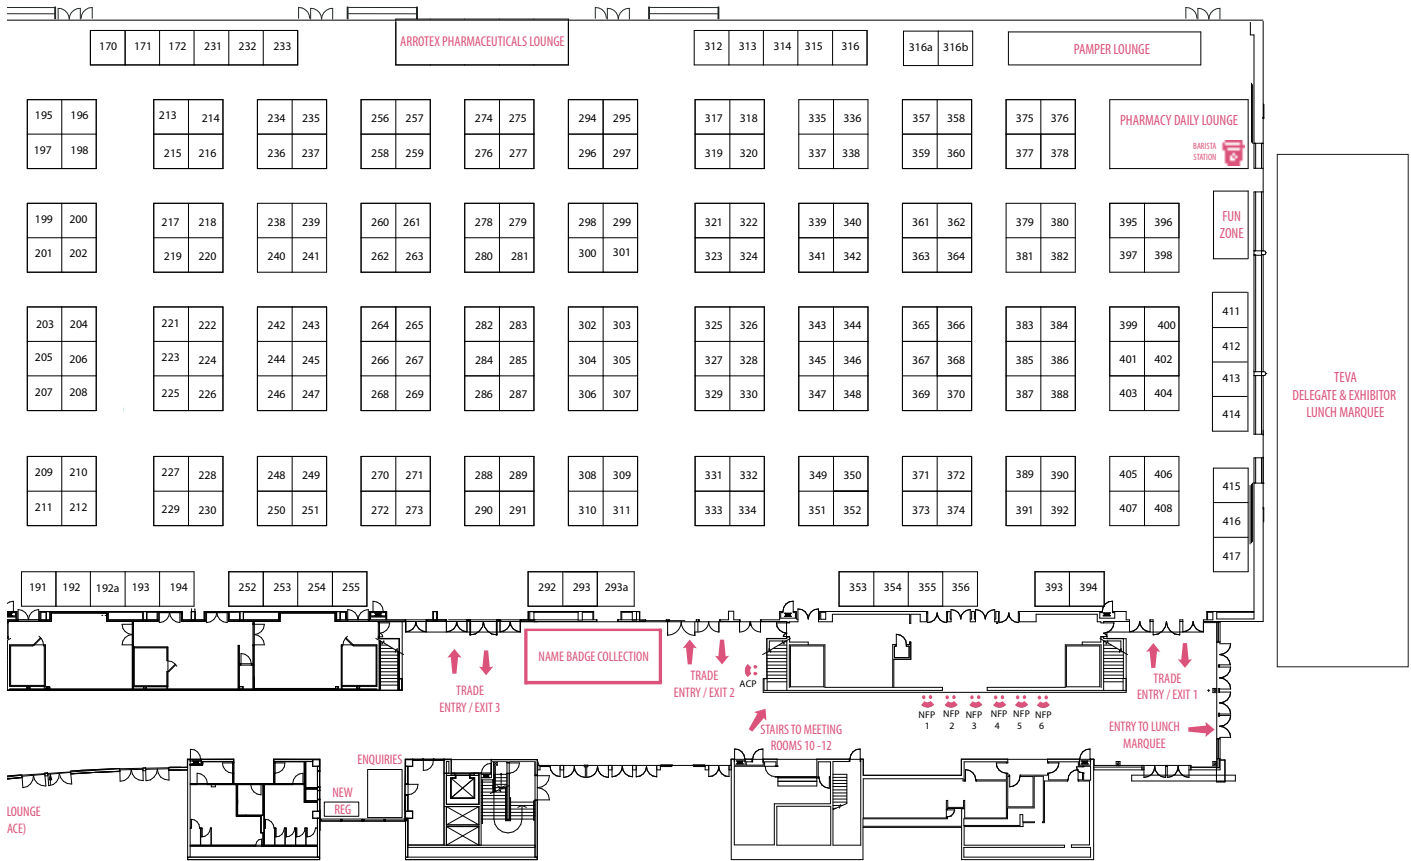 170 171 172 231 232 233
ARROTEX PHARMACEUTICALS LOUNGE
312 313 314 315 316
316a 316b
PAMPER LOUNGE
195 196 213 214 234 235 256 257 274 275 294 295 317 318 335 336 357 358 375 376
PHARMACY DAILY LOUNGE
197 198 215 216 236 237 258 259 276 277 296 297 319 320 337 338 359 360 377 378
BARISTA
STATION
199 200 217 218 238 239 260 261 278 279 298 299 321 322 339 340 361 362 379 380 395 396
FUN
ZONE
201 202 219 220 240 241 262 263 280 281 300 301 323 324 341 342 363 364 381 382 397 398
203 204 221 222 242 243 264 265 282 283 302 303 325 326 343 344 365 366 383 384 399 400
411
205 206 223 224 244 245 266 267 284 285 304 305 327 328 345 346 367 368 385 386 401 402
412
207 208 225 226 246 247 268 269 286 287 306 307 329 330 347 348 369 370 387 388 403 404
413
414
TEVA
DELEGATE & EXHIBITOR
LUNCH MARQUEE
209 210 227 228 248 249 270 271 288 289 308 309 331 332 349 350 371 372 389 390 405 406
415
211 212 229 230 250 251 272 273 290 291 310 311 333 334 351 352 373 374 391 392 407 408
416
417
191 192 192a 193 194 252 253 254 255 292 293 293a 353 354 355 356 393 394
NAME BADGE COLLECTION
TRADE
ENTRY / EXIT 3
TRADE
ENTRY / EXIT 2
ACP
TRADE
ENTRY / EXIT 1
NFP
1
NFP
2
NFP
3
NFP
4
NFP
5
NFP
6
STAIRS TO MEETING
ROOMS 10 -12
ENTRY TO LUNCH
MARQUEE
ENQUIRIES
NEW
REG
LOUNGE
ACE)